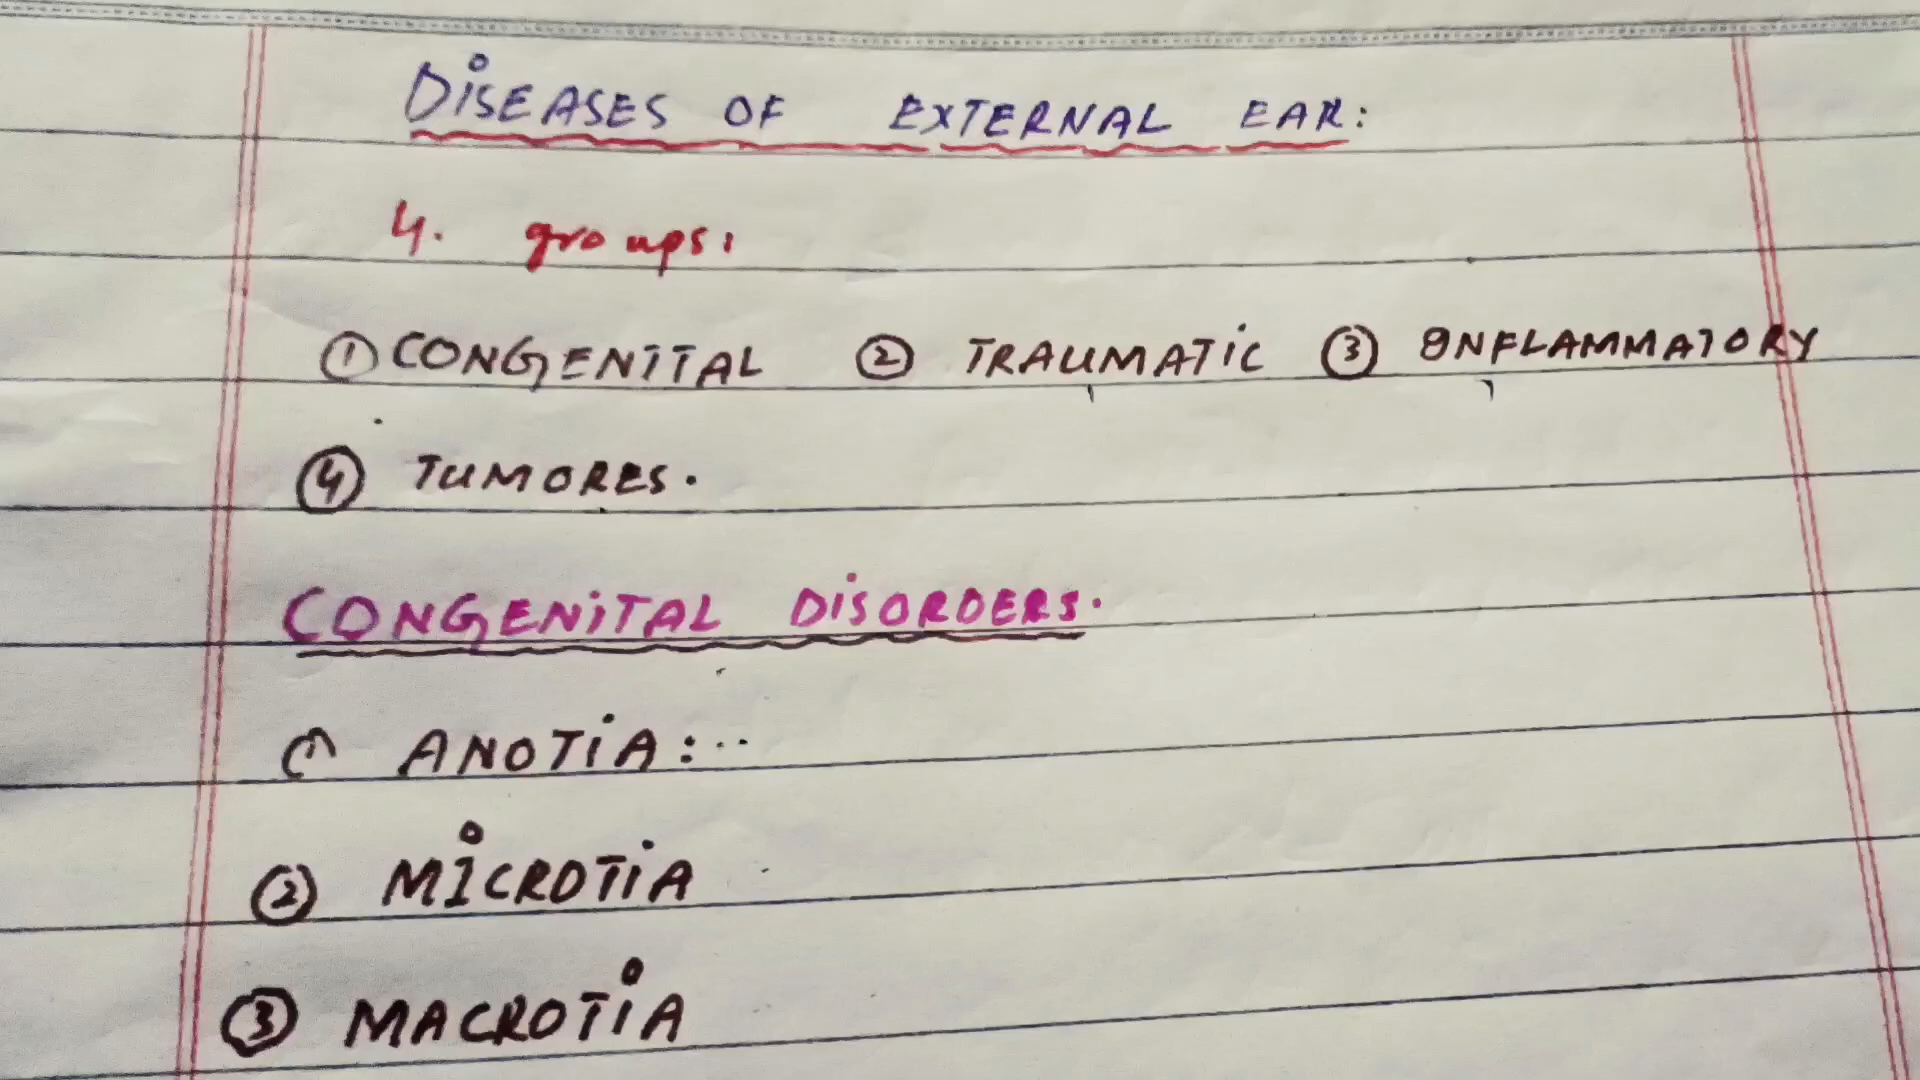 DISEASES OF EXTERNAL EAR:
4. groups:
① CONGENITAL ② TRAUMATIC ③ INFLAMMATORY
④ TUMORES.
CONGENITAL DISORDERS.
① ANOTIA:..
② MICROTIA
③ MACROTIA